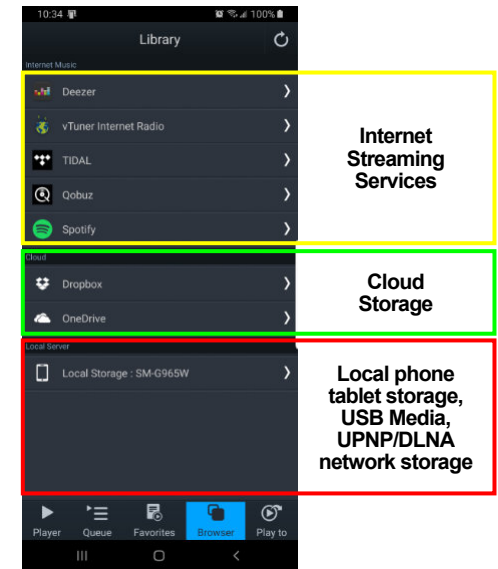 10:34 100%
Library
Internet Music
Deezer
vTuner Internet Radio
TIDAL
Qobuz
Spotify
Internet
Streaming
Services
Cloud
Dropbox
OneDrive
Cloud
Storage
Local Server
Local Storage : SM-G965W
Local phone
tablet storage,
USB Media,
UPNP/DLNA
network storage
Player Queue Favorites Browser Play to